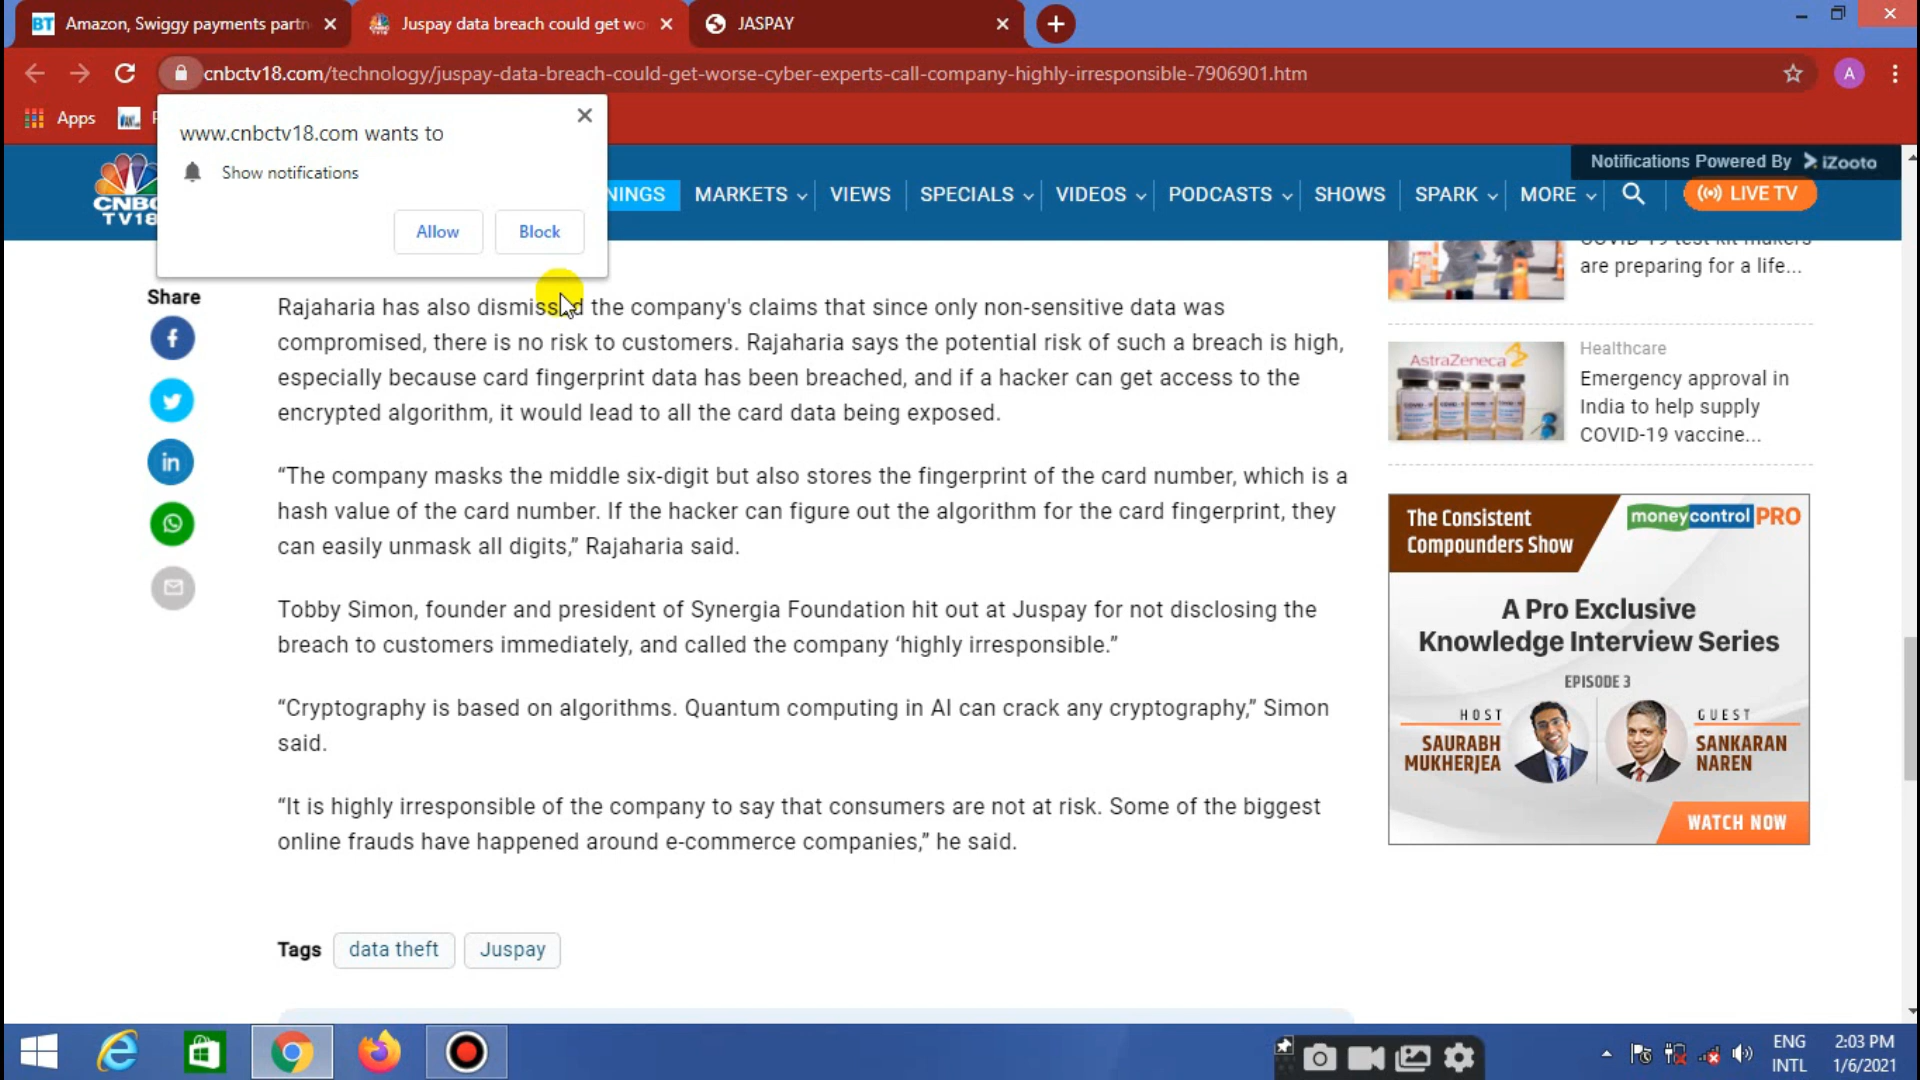 Amazon, Swiggy payments partn
Juspay data breach could get wo
JASPAY
cnbctv18.com/technology/juspay-data-breach-could-get-worse-cyber-experts-call-company-highly-irresponsible-7906901.htm
A
Apps
www.cnbctv18.com wants to
Show notifications
Allow
Block
Notifications Powered By iZooto
CNBC
TV18
NINGS
MARKETS
VIEWS
SPECIALS
VIDEOS
PODCASTS
SHOWS
SPARK
MORE
LIVE TV
Share
Rajaharia has also dismissed the company's claims that since only non-sensitive data was
compromised, there is no risk to customers. Rajaharia says the potential risk of such a breach is high,
especially because card fingerprint data has been breached, and if a hacker can get access to the
encrypted algorithm, it would lead to all the card data being exposed.
“The company masks the middle six-digit but also stores the fingerprint of the card number, which is a
hash value of the card number. If the hacker can figure out the algorithm for the card fingerprint, they
can easily unmask all digits,” Rajaharia said.
Tobby Simon, founder and president of Synergia Foundation hit out at Juspay for not disclosing the
breach to customers immediately, and called the company ‘highly irresponsible.”
“Cryptography is based on algorithms. Quantum computing in AI can crack any cryptography,” Simon
said.
“It is highly irresponsible of the company to say that consumers are not at risk. Some of the biggest
online frauds have happened around e-commerce companies,” he said.
Tags
data theft
Juspay
COVID-19 test kit makers
are preparing for a life...
AstraZeneca
Healthcare
Emergency approval in
India to help supply
COVID-19 vaccine...
The Consistent
Compounders Show
moneycontrol PRO
A Pro Exclusive
Knowledge Interview Series
EPISODE 3
HOST
SAURABH
MUKHERJEA
GUEST
SANKARAN
NAREN
WATCH NOW
ENG
INTL
2:03 PM
1/6/2021